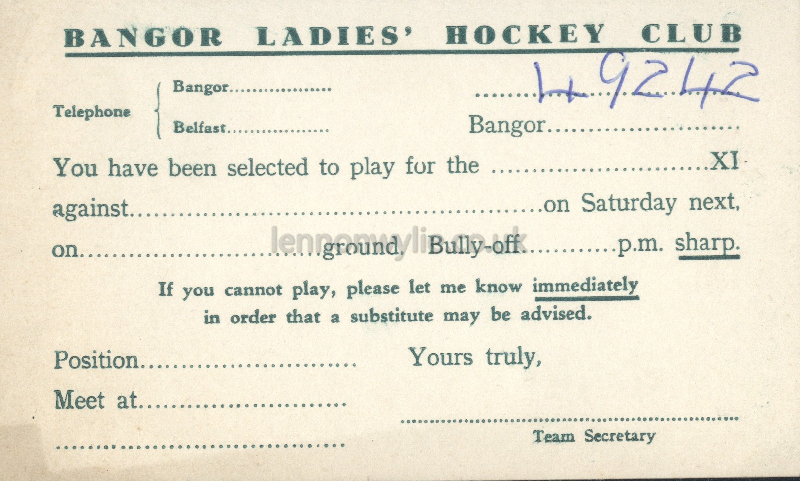 BANGOR LADIES' HOCKEY CLUB
49242
Telephone { Bangor..................
Belfast..................
Bangor............................
You have been selected to play for the ............................XI
against..............................................on Saturday next,
on...........................ground. Bully-off...........p.m. sharp.
lennonwylie.co.uk
If you cannot play, please let me know immediately
in order that a substitute may be advised.
Position...........................
Yours truly,
Meet at..........................
Team Secretary